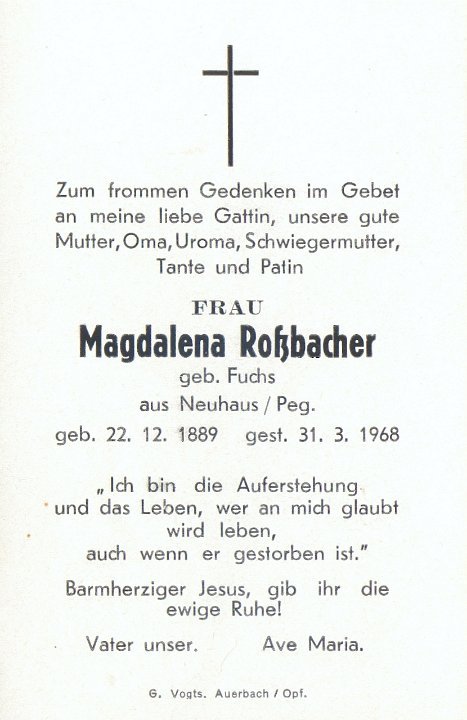 Zum frommen Gedenken im Gebet
an meine liebe Gattin, unsere gute
Mutter, Oma, Uroma, Schwiegermutter,
Tante und Patin
FRAU
Magdalena Roßbacher
geb. Fuchs
aus Neuhaus / Peg.
geb. 22. 12. 1889 gest. 31. 3. 1968
„Ich bin die Auferstehung
und das Leben, wer an mich glaubt
wird leben,
auch wenn er gestorben ist."
Barmherziger Jesus, gib ihr die
ewige Ruhe!
Vater unser. Ave Maria.
G. Vogts. Auerbach / Opf.